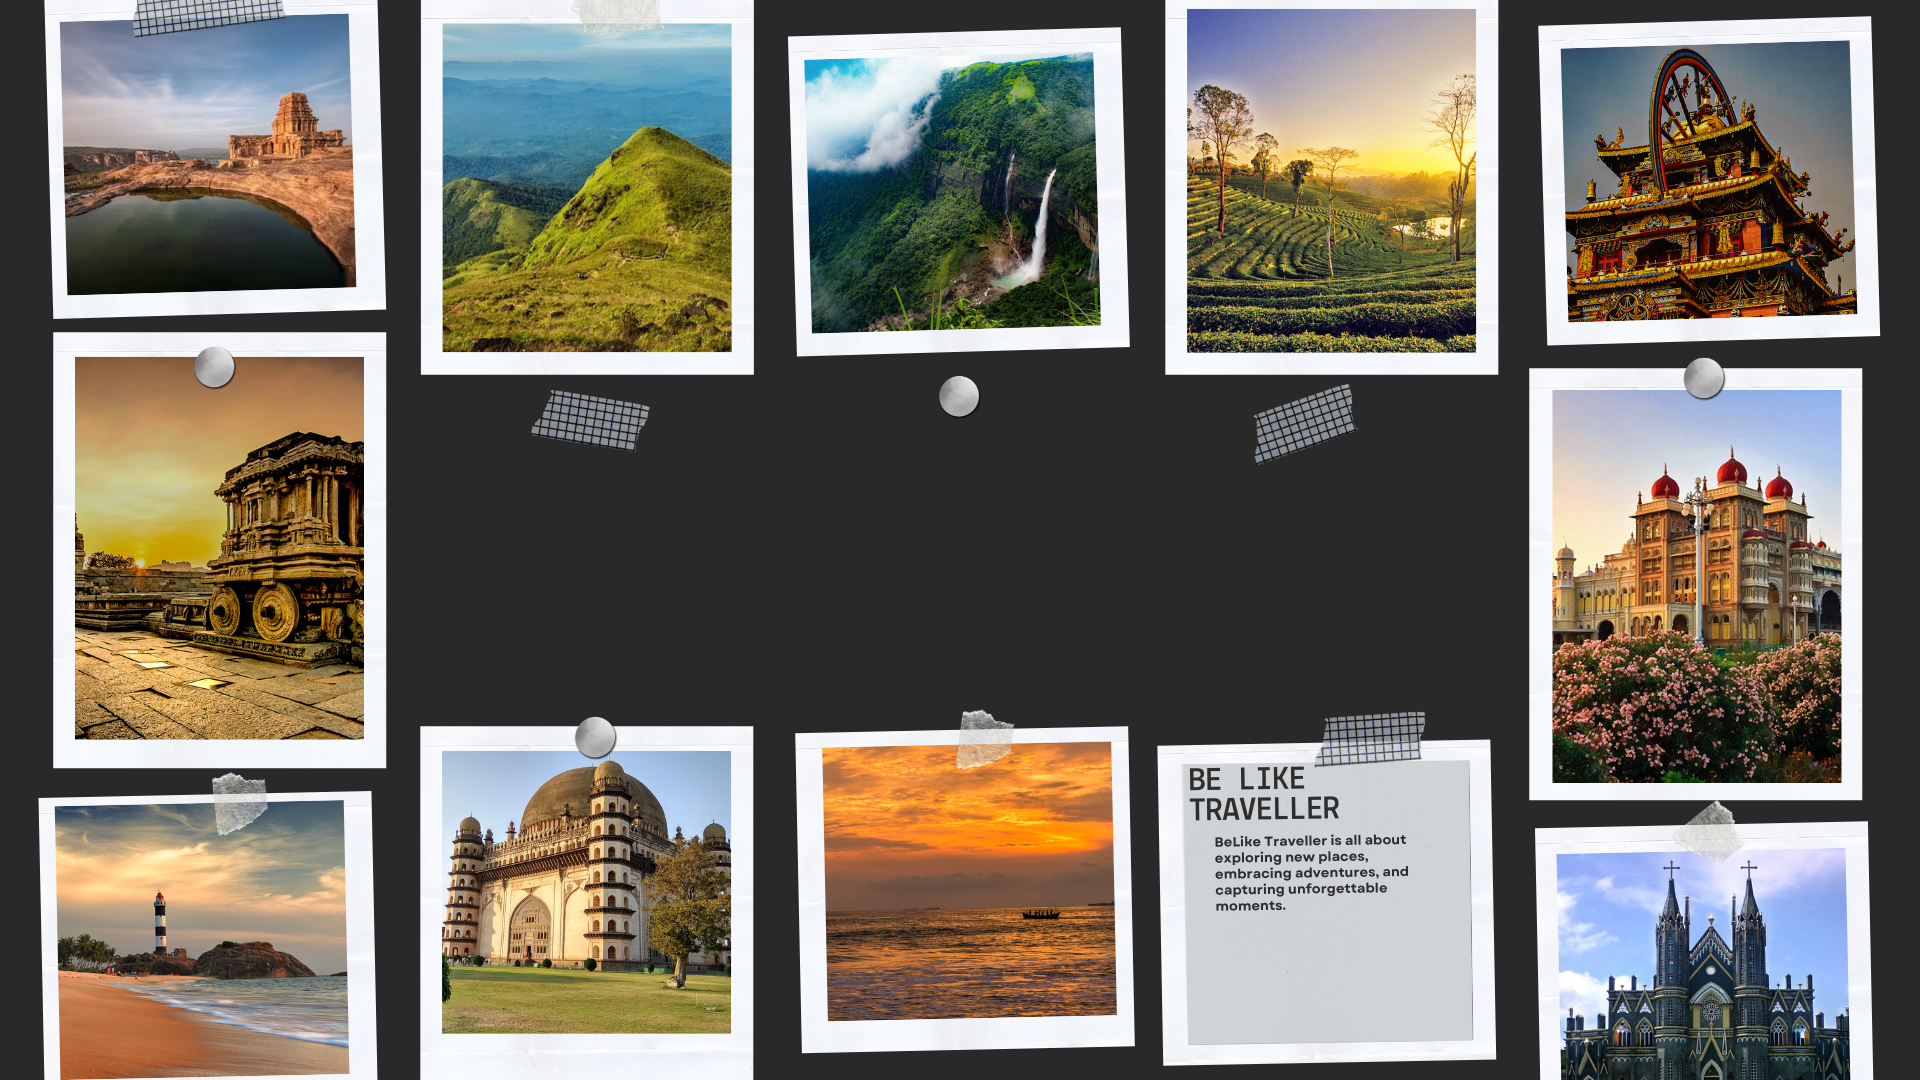 BE LIKE
TRAVELLER
BeLike Traveller is all about
exploring new places,
embracing adventures, and
capturing unforgettable
moments.